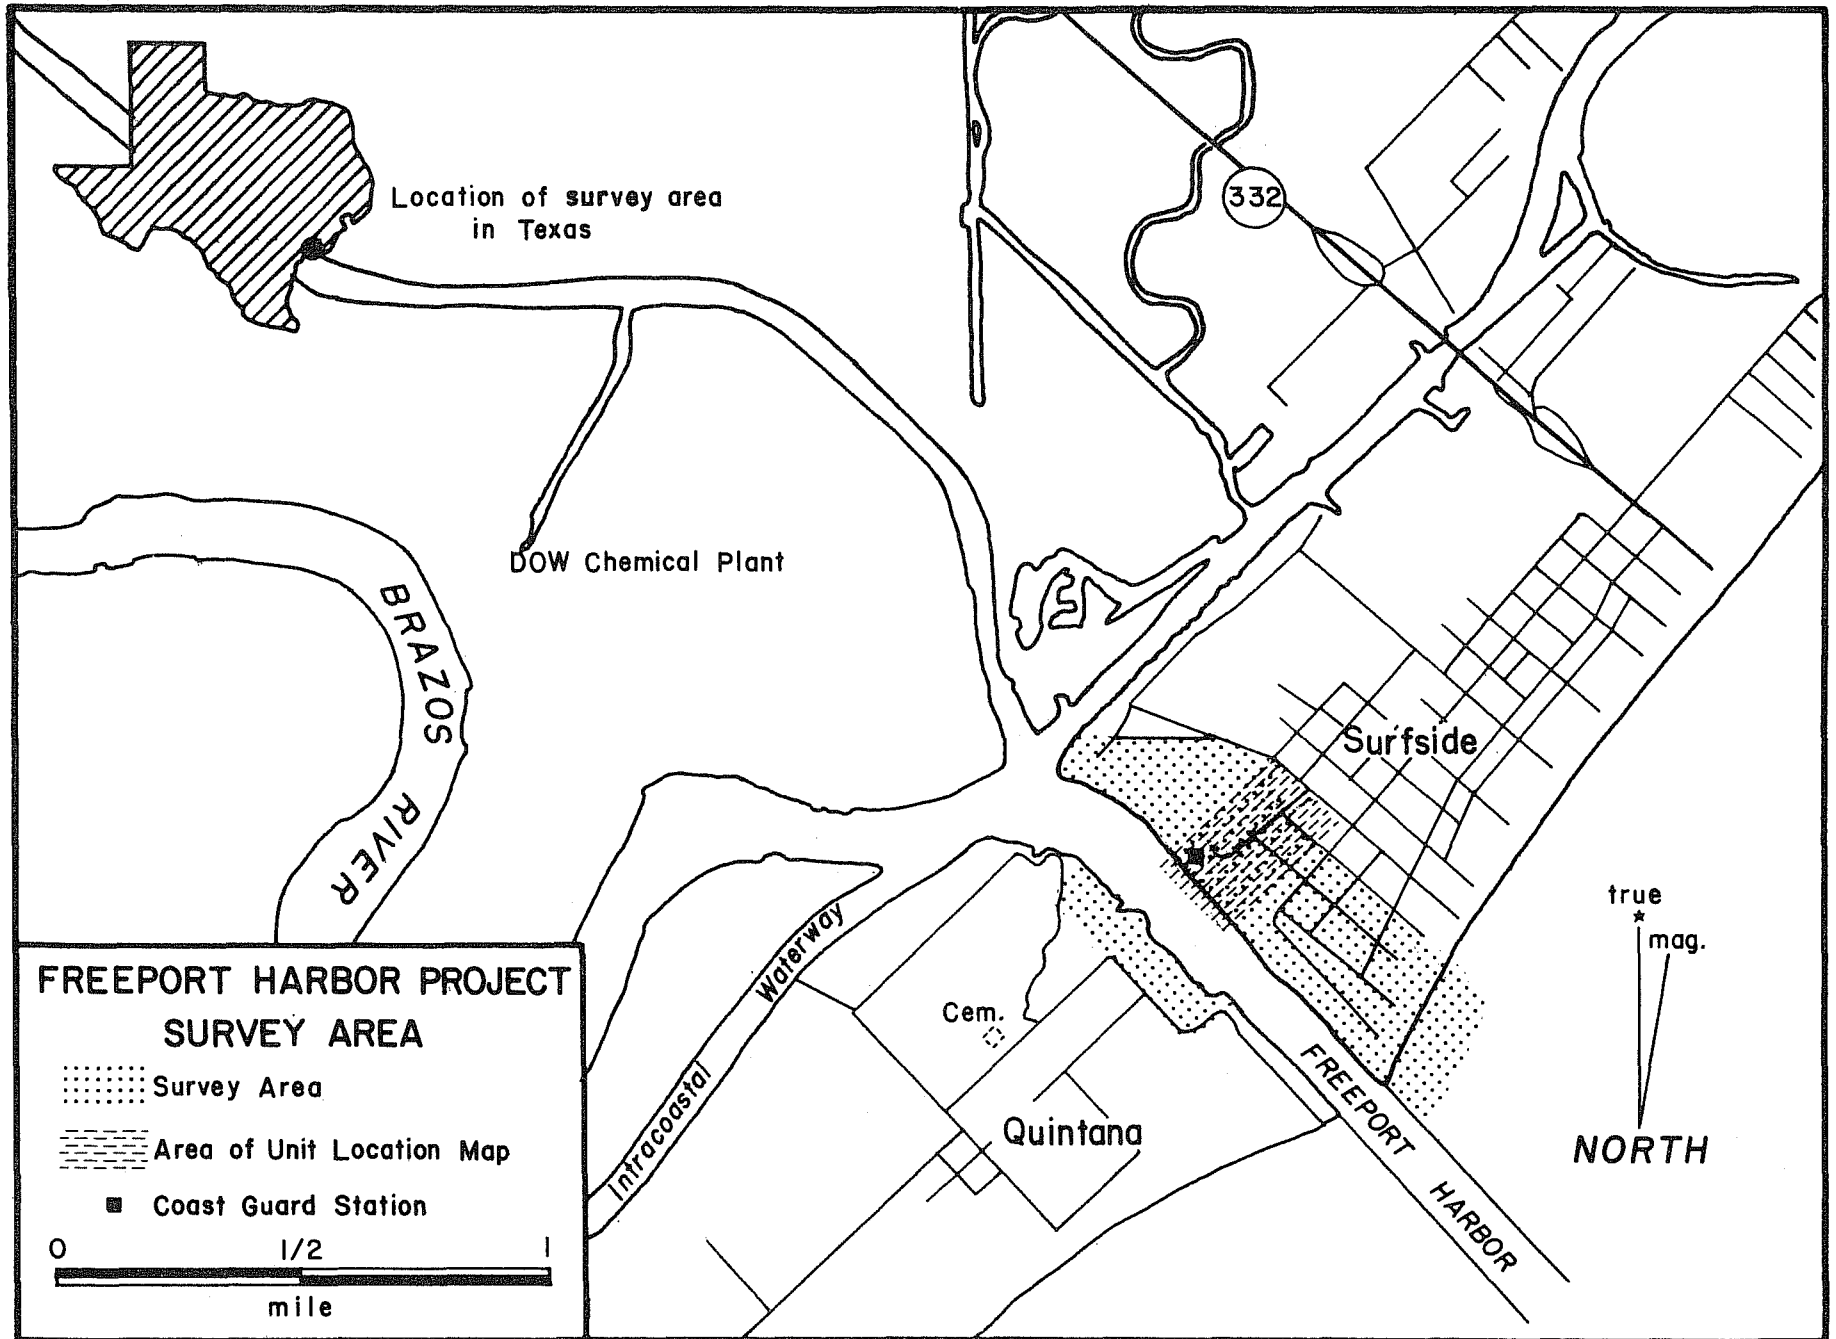 Location of survey area
in Texas
332
DOW Chemical Plant
BRAZOS
RIVER
Surfside
true
mag.
NORTH
Waterway
Intracoastal
Cem.
Quintana
FREEPORT
HARBOR
FREEPORT HARBOR PROJECT
SURVEY AREA
Survey Area
Area of Unit Location Map
Coast Guard Station
0 1/2 1
mile